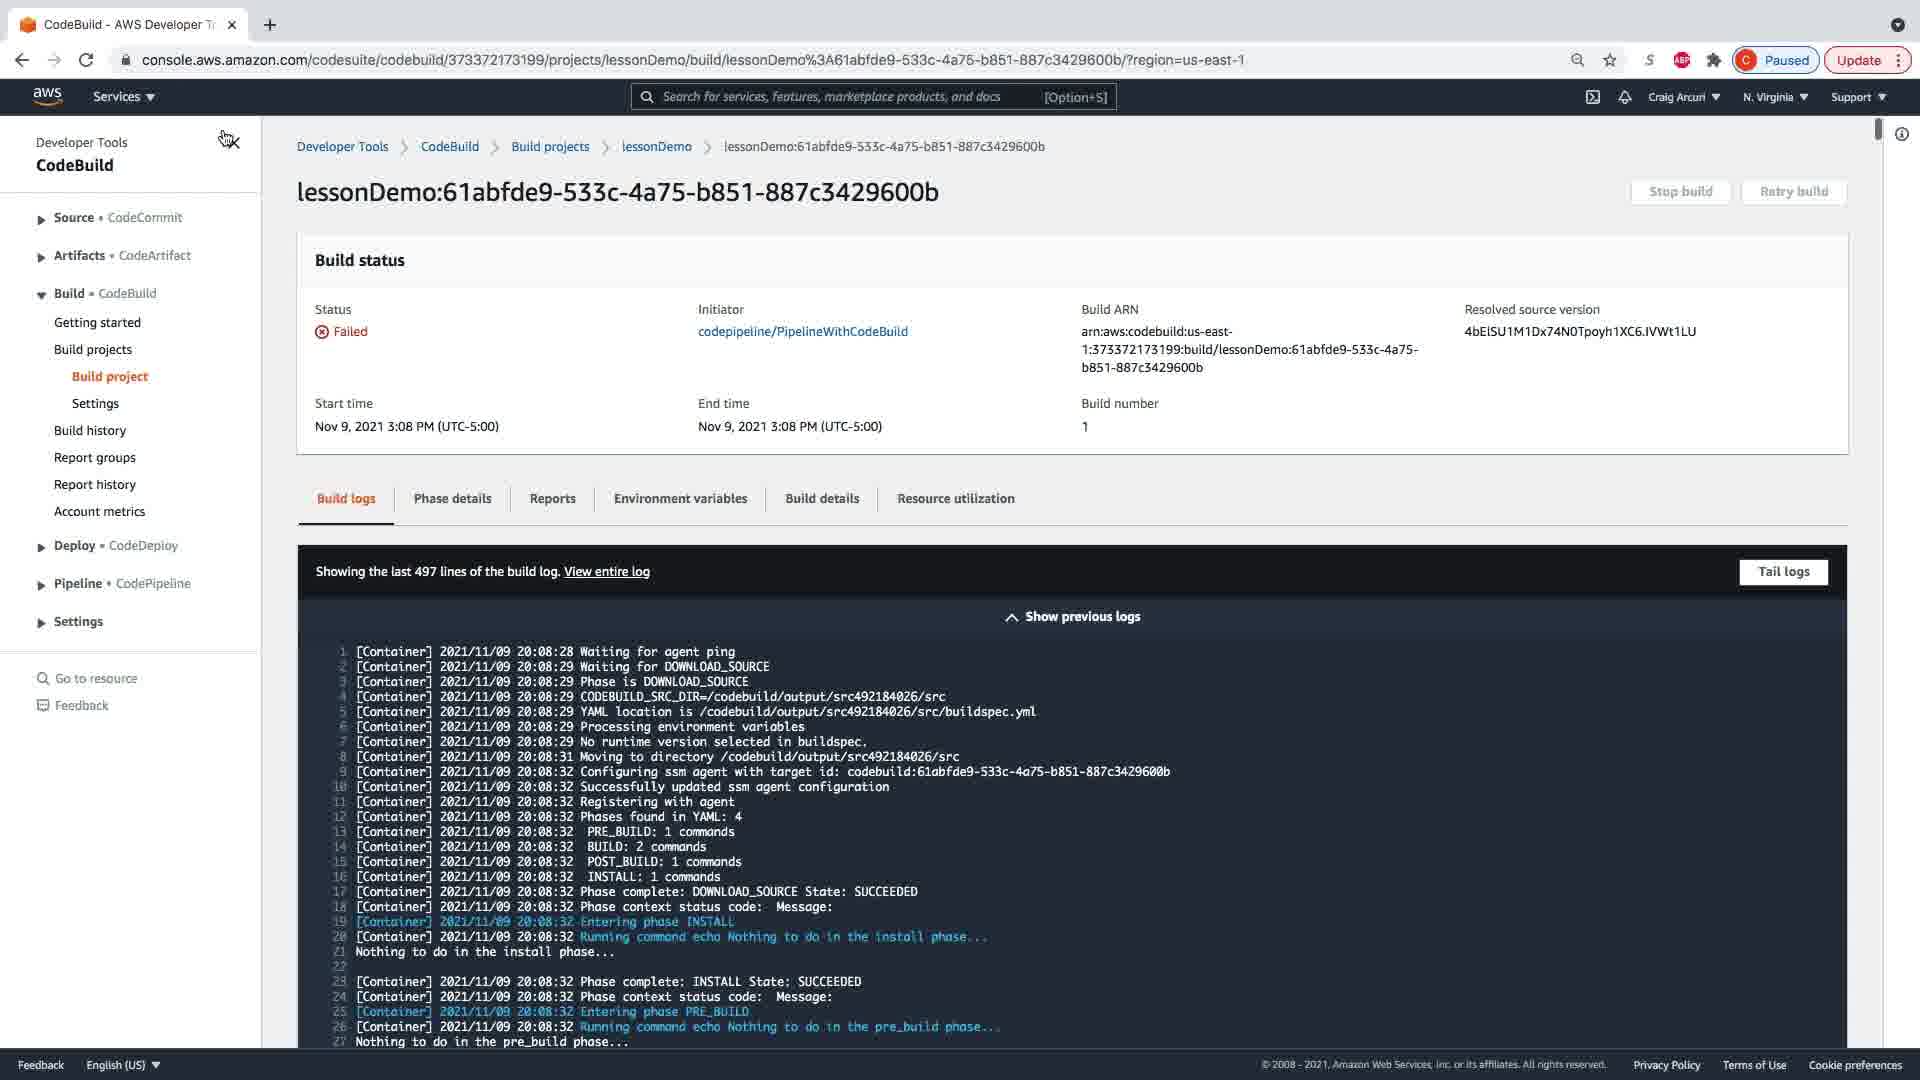 CodeBuild - AWS Developer To
console.aws.amazon.com/codesuite/codebuild/373372173199/projects/lessonDemo/build/lessonDemo%3A61abfde9-533c-4a75-b851-887c3429600b/?region=us-east-1
S ABP C Paused Update
aws Services Search for services, features, marketplace products, and docs [Option+S] Craig Arcuri N. Virginia Support
Developer Tools
CodeBuild
Source • CodeCommit
Artifacts • CodeArtifact
Build • CodeBuild
Getting started
Build projects
Build project
Settings
Build history
Report groups
Report history
Account metrics
Deploy • CodeDeploy
Pipeline • CodePipeline
Settings
Go to resource
Feedback
Developer Tools CodeBuild Build projects lessonDemo lessonDemo:61abfde9-533c-4a75-b851-887c3429600b
lessonDemo:61abfde9-533c-4a75-b851-887c3429600b
Stop build Retry build
Build status
Status
Failed
Initiator
codepipeline/PipelineWithCodeBuild
Build ARN
arn:aws:codebuild:us-east-
1:373372173199:build/lessonDemo:61abfde9-533c-4a75-
b851-887c3429600b
Resolved source version
4bElSU1M1Dx74N0Tpoyh1XC6.IVWt1LU
Start time
Nov 9, 2021 3:08 PM (UTC-5:00)
End time
Nov 9, 2021 3:08 PM (UTC-5:00)
Build number
1
Build logs Phase details Reports Environment variables Build details Resource utilization
Showing the last 497 lines of the build log. View entire log
Tail logs
Show previous logs
1 [Container] 2021/11/09 20:08:28 Waiting for agent ping
2 [Container] 2021/11/09 20:08:29 Waiting for DOWNLOAD_SOURCE
3 [Container] 2021/11/09 20:08:29 Phase is DOWNLOAD_SOURCE
4 [Container] 2021/11/09 20:08:29 CODEBUILD_SRC_DIR=/codebuild/output/src492184026/src
5 [Container] 2021/11/09 20:08:29 YAML location is /codebuild/output/src492184026/src/buildspec.yml
6 [Container] 2021/11/09 20:08:29 Processing environment variables
7 [Container] 2021/11/09 20:08:29 No runtime version selected in buildspec.
8 [Container] 2021/11/09 20:08:31 Moving to directory /codebuild/output/src492184026/src
9 [Container] 2021/11/09 20:08:32 Configuring ssm agent with target id: codebuild:61abfde9-533c-4a75-b851-887c3429600b
10 [Container] 2021/11/09 20:08:32 Successfully updated ssm agent configuration
11 [Container] 2021/11/09 20:08:32 Registering with agent
12 [Container] 2021/11/09 20:08:32 Phases found in YAML: 4
13 [Container] 2021/11/09 20:08:32 PRE_BUILD: 1 commands
14 [Container] 2021/11/09 20:08:32 BUILD: 2 commands
15 [Container] 2021/11/09 20:08:32 POST_BUILD: 1 commands
16 [Container] 2021/11/09 20:08:32 INSTALL: 1 commands
17 [Container] 2021/11/09 20:08:32 Phase complete: DOWNLOAD_SOURCE State: SUCCEEDED
18 [Container] 2021/11/09 20:08:32 Phase context status code: Message:
19 [Container] 2021/11/09 20:08:32 Entering phase INSTALL
20 [Container] 2021/11/09 20:08:32 Running command echo Nothing to do in the install phase...
21 Nothing to do in the install phase...
22
23 [Container] 2021/11/09 20:08:32 Phase complete: INSTALL State: SUCCEEDED
24 [Container] 2021/11/09 20:08:32 Phase context status code: Message:
25 [Container] 2021/11/09 20:08:32 Entering phase PRE_BUILD
26 [Container] 2021/11/09 20:08:32 Running command echo Nothing to do in the pre_build phase...
27 Nothing to do in the pre_build phase...
Feedback English (US) © 2008 - 2021, Amazon Web Services, Inc. or its affiliates. All rights reserved. Privacy Policy Terms of Use Cookie preferences